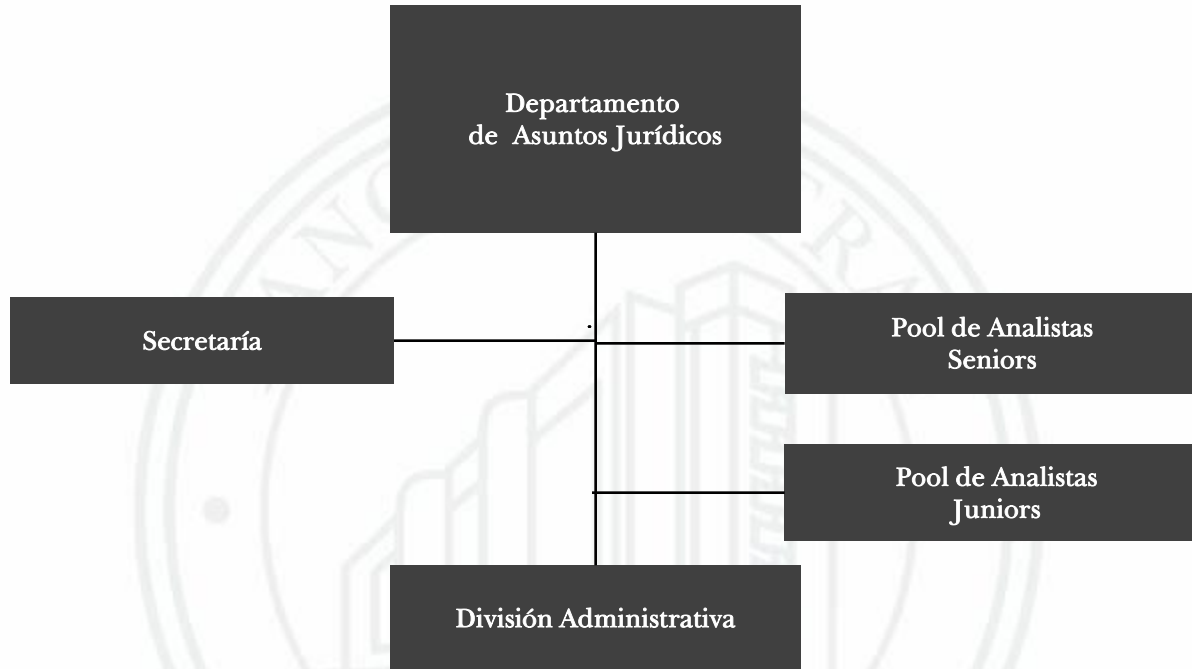 Departamento
de Asuntos Jurídicos
Secretaría
Pool de Analistas
Seniors
Pool de Analistas
Juniors
División Administrativa